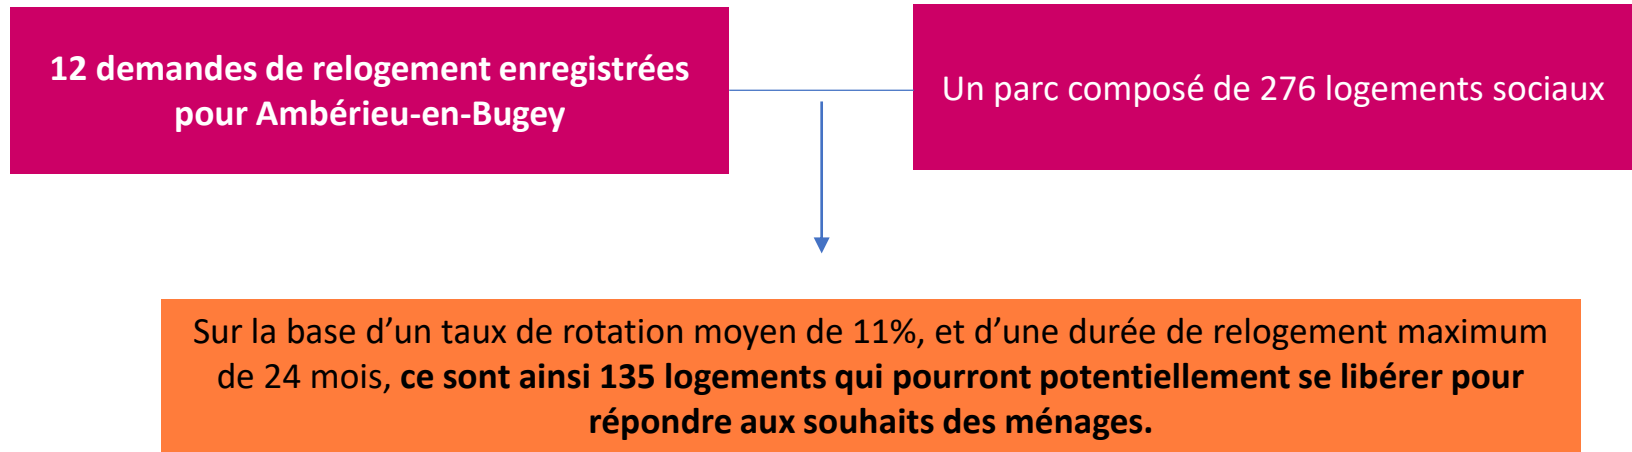 12 demandes de relogement enregistrées
pour Ambérieu-en-Bugey
Un parc composé de 276 logements sociaux
Sur la base d’un taux de rotation moyen de 11%, et d’une durée de relogement maximum
de 24 mois, ce sont ainsi 135 logements qui pourront potentiellement se libérer pour
répondre aux souhaits des ménages.